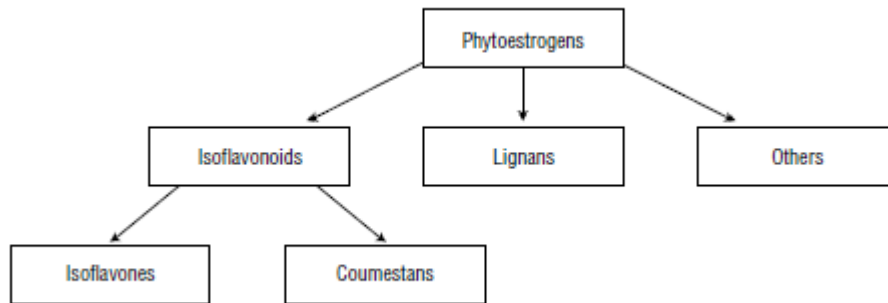 Phytoestrogens
Isoflavonoids
Lignans
Others
Isoflavones
Coumestans